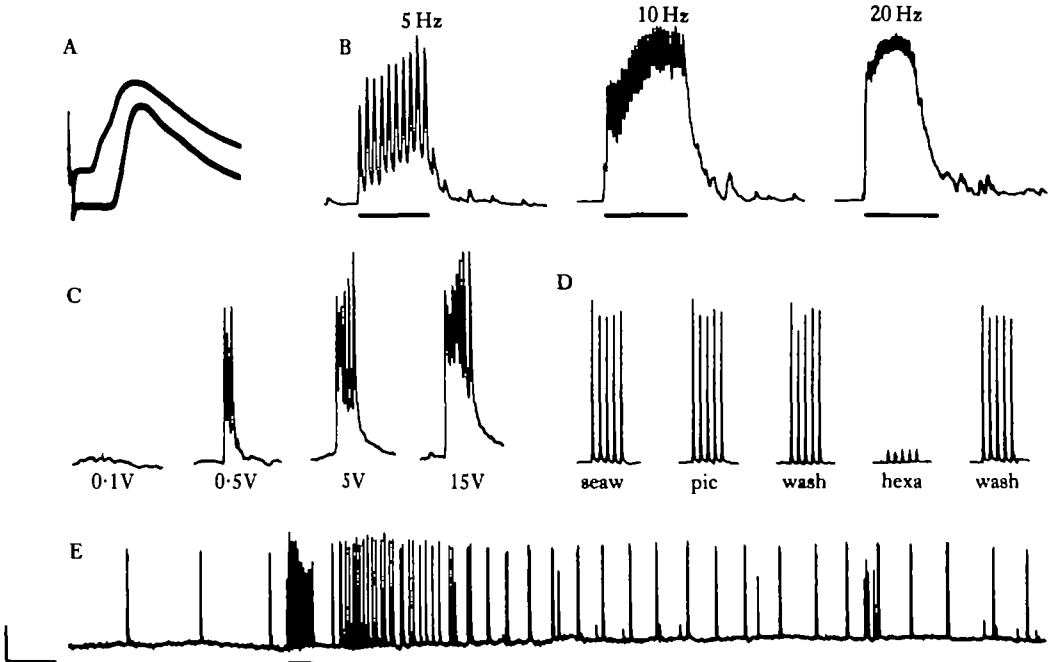 A
B
5 Hz
10 Hz
20 Hz
C
0·1V
0·5V
5V
15V
D
seaw
pic
wash
hexa
wash
E